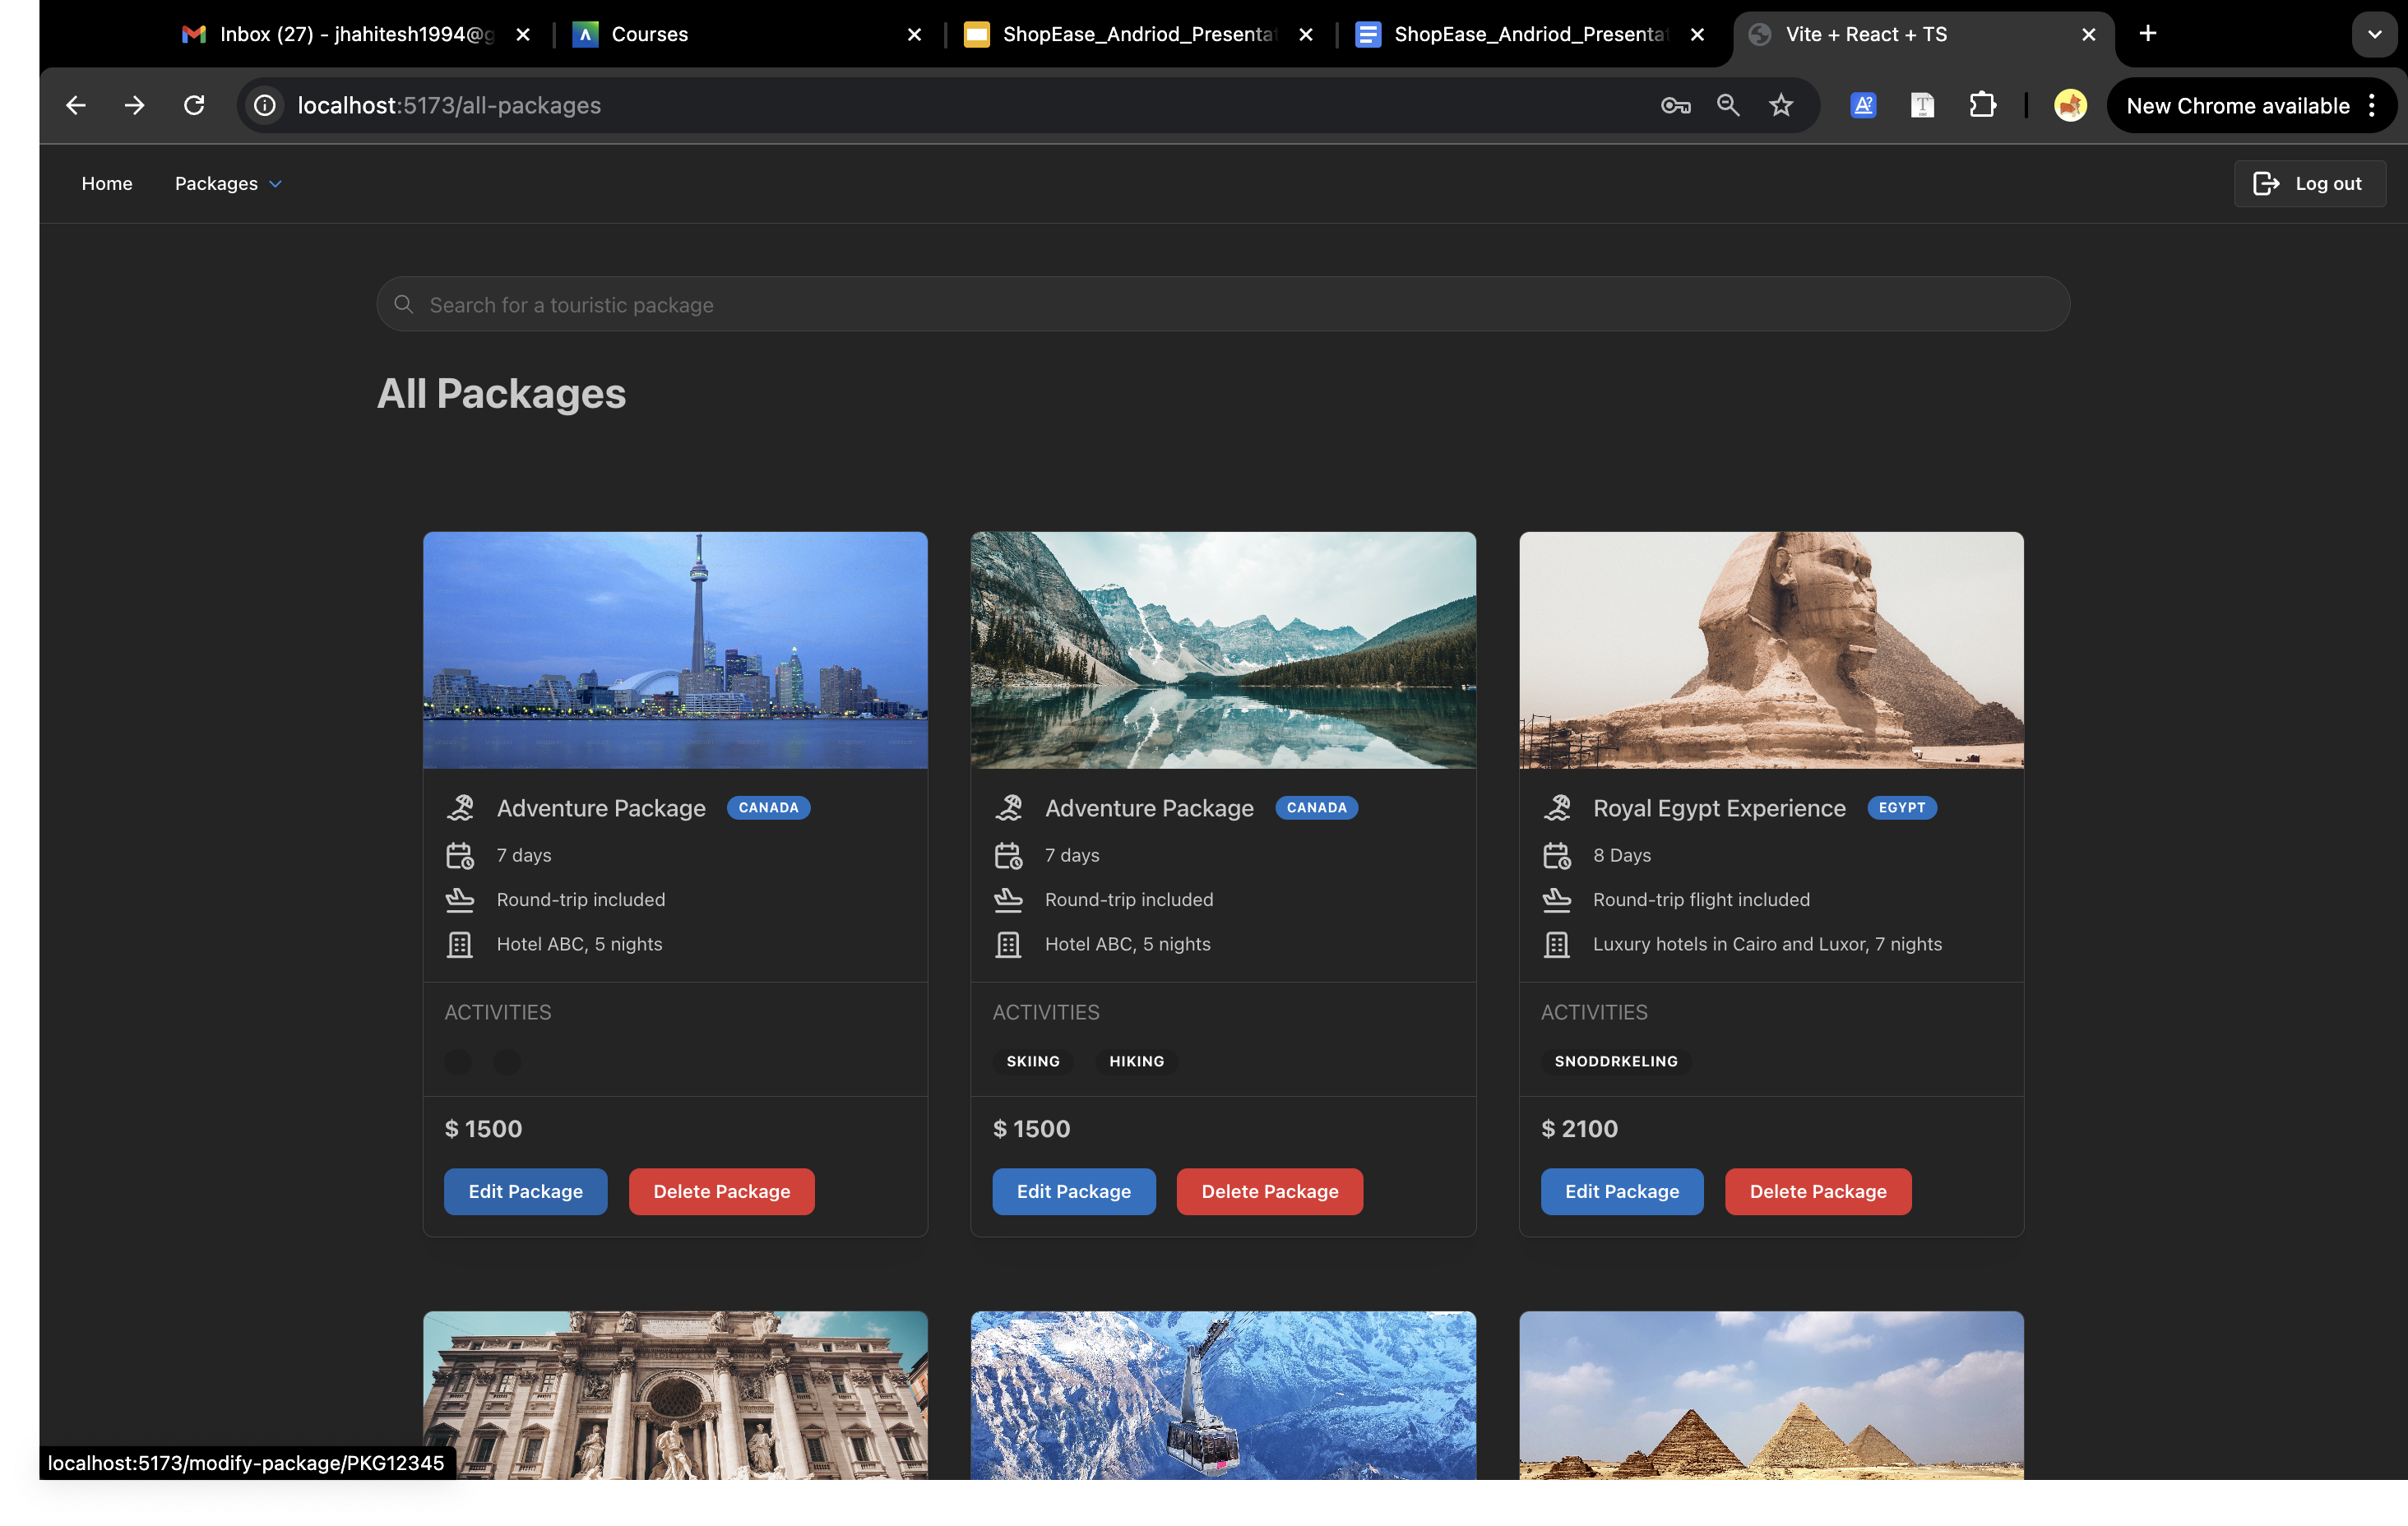 Inbox (27) - jhahitesh1994@g
Courses
ShopEase_Andriod_Presentat
ShopEase_Andriod_Presentat
Vite + React + TS
localhost:5173/all-packages
New Chrome available
Home
Packages
Log out
Search for a touristic package
All Packages
Adventure Package CANADA
7 days
Round-trip included
Hotel ABC, 5 nights
ACTIVITIES
$ 1500
Edit Package
Delete Package
Adventure Package CANADA
7 days
Round-trip included
Hotel ABC, 5 nights
ACTIVITIES
SKIING HIKING
$ 1500
Edit Package
Delete Package
Royal Egypt Experience EGYPT
8 Days
Round-trip flight included
Luxury hotels in Cairo and Luxor, 7 nights
ACTIVITIES
SNODDRKELING
$ 2100
Edit Package
Delete Package
localhost:5173/modify-package/PKG12345